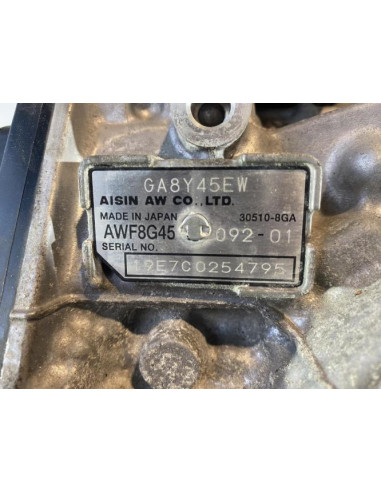 GA8Y45EW
AISIN AW CO.,LTD.
MADE IN JAPAN 30510-8GA
AWF8G45 092-01
SERIAL NO.
12E7C0254795